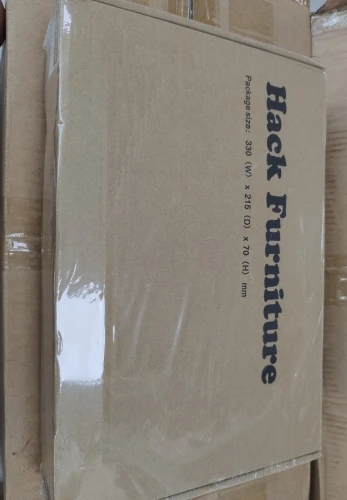 Hack Furniture
Package size: 330 (W) x 215 (D) x 70 (H) mm